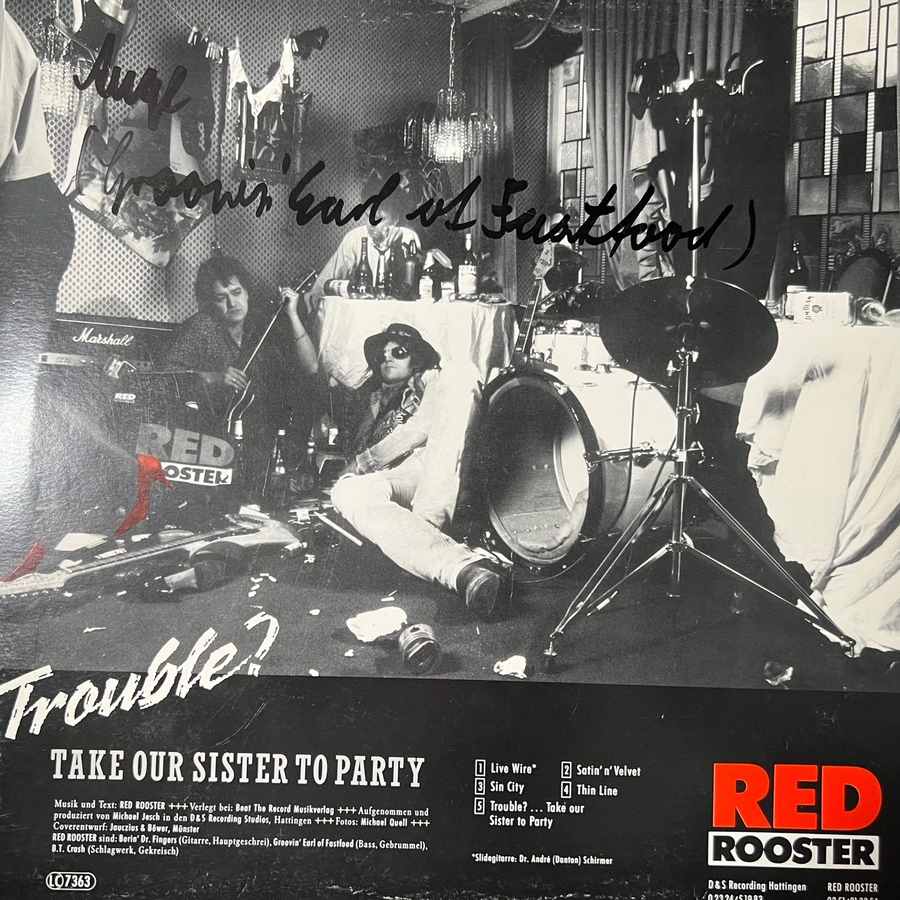 (Groovin' Earl of Fastfood)
Marshall
RED
ROOSTER
Trouble?
TAKE OUR SISTER TO PARTY
Musik und Text: RED ROOSTER +++ Verlegt bei: Beat The Record Musikverlag +++ Aufgenommen und
produziert von Michael Jesch in den D&S Recording Studios, Hattingen +++ Fotos: Michael Quell +++
Coverentwurf: Jauczius & Böwer, Münster
RED ROOSTER sind: Borin' Dr. Fingers (Gitarre, Hauptgeschrei), Groovin' Earl of Fastfood (Bass, Gebrummel),
B.T. Crash (Schlagwerk, Gekreisch)
LC 7363
1 Live Wire*
2 Satin'n'Velvet
3 Sin City
4 Thin Line
5 Trouble? ... Take our
Sister to Party
*Slidegitarre: Dr. André (Danton) Schirmer
RED
ROOSTER
D&S Recording Hattingen
RED ROOSTER